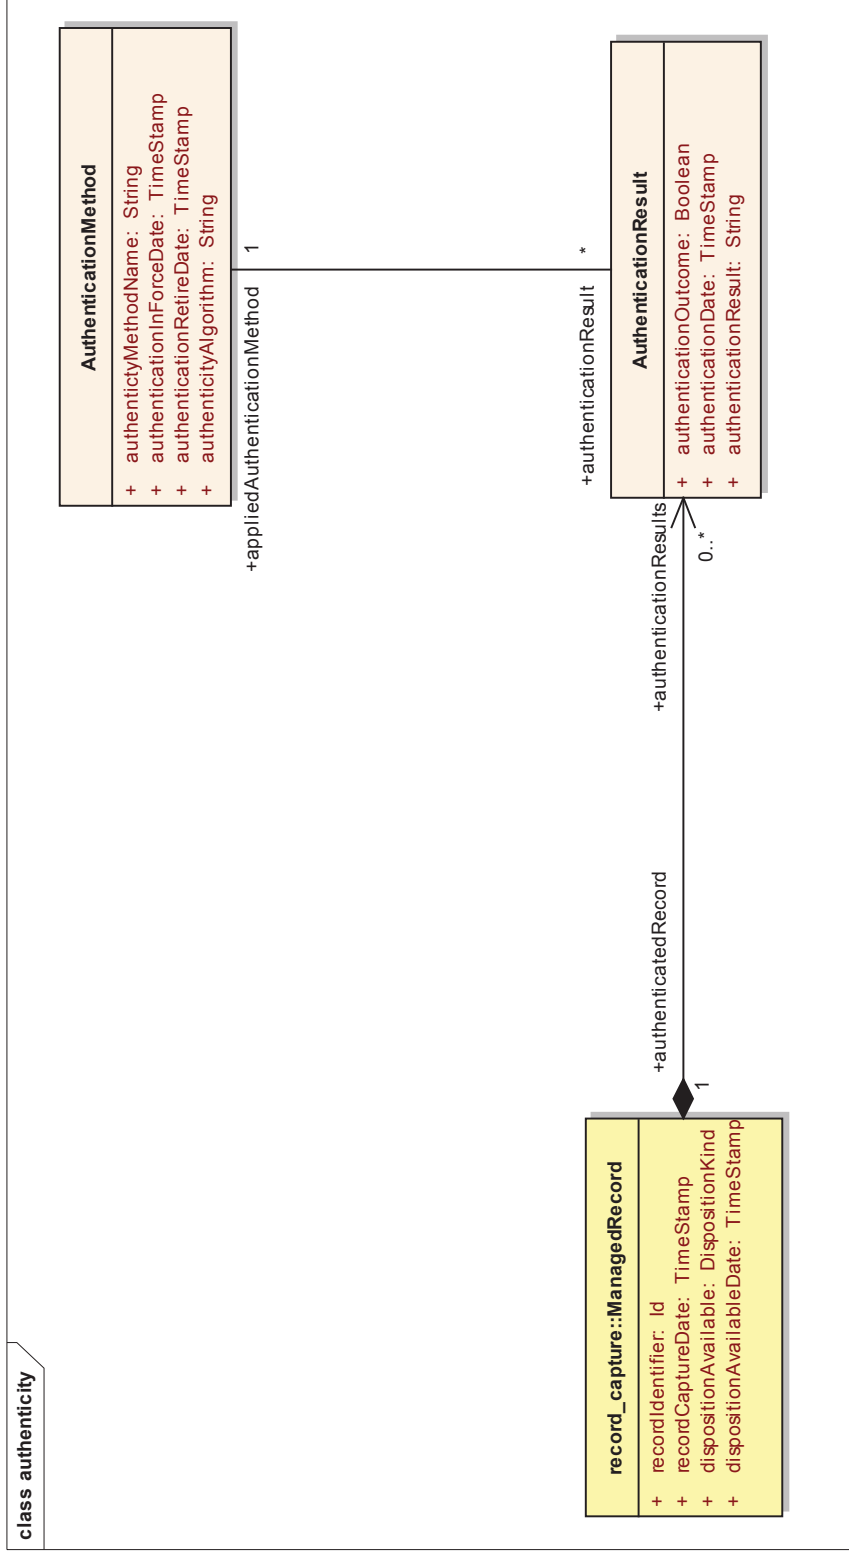 class authenticity
AuthenticationMethod
+ authentictyMethodName: String
+ authenticationInForceDate: TimeStamp
+ authenticationRetireDate: TimeStamp
+ authenticityAlgorithm: String
+appliedAuthenticationMethod 1
+authenticationResult *
record_capture::ManagedRecord
+ recordIdentifier: Id
+ recordCaptureDate: TimeStamp
+ dispositionAvailable: DispositionKind
+ dispositionAvailableDate: TimeStamp
+authenticatedRecord
1
+authenticationResults
0..*
AuthenticationResult
+ authenticationOutcome: Boolean
+ authenticationDate: TimeStamp
+ authenticationResult: String